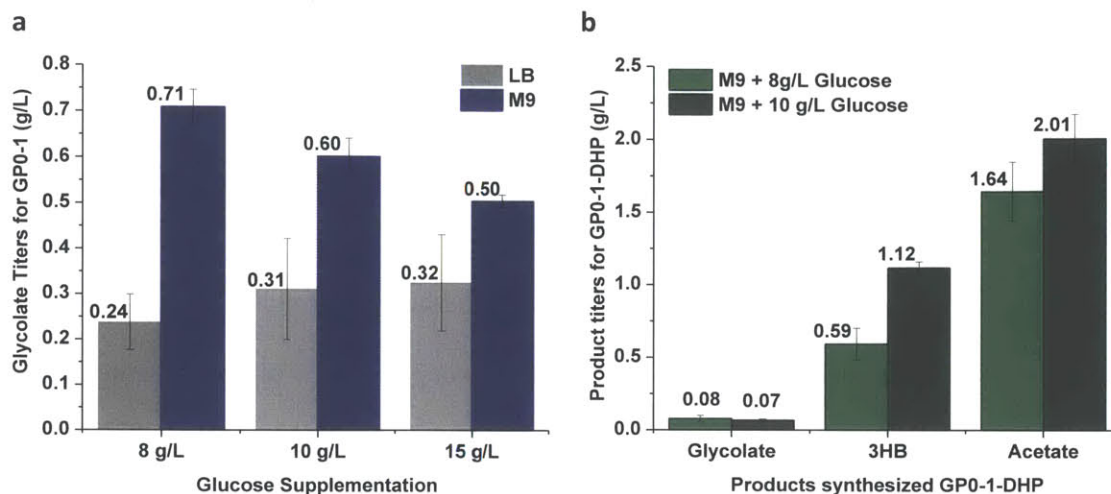 a
Glycolate Titers for GP0-1 (g/L)
0.8
0.7
0.6
0.5
0.4
0.3
0.2
0.1
0.0
LB
M9
0.24
0.71
0.31
0.60
0.32
0.50
8 g/L
10 g/L
15 g/L
Glucose Supplementation
b
Product titers for GP0-1-DHP (g/L)
2.5
2.0
1.5
1.0
0.5
0.0
M9 + 8g/L Glucose
M9 + 10 g/L Glucose
0.08
0.07
0.59
1.12
1.64
2.01
Glycolate
3HB
Acetate
Products synthesized GP0-1-DHP